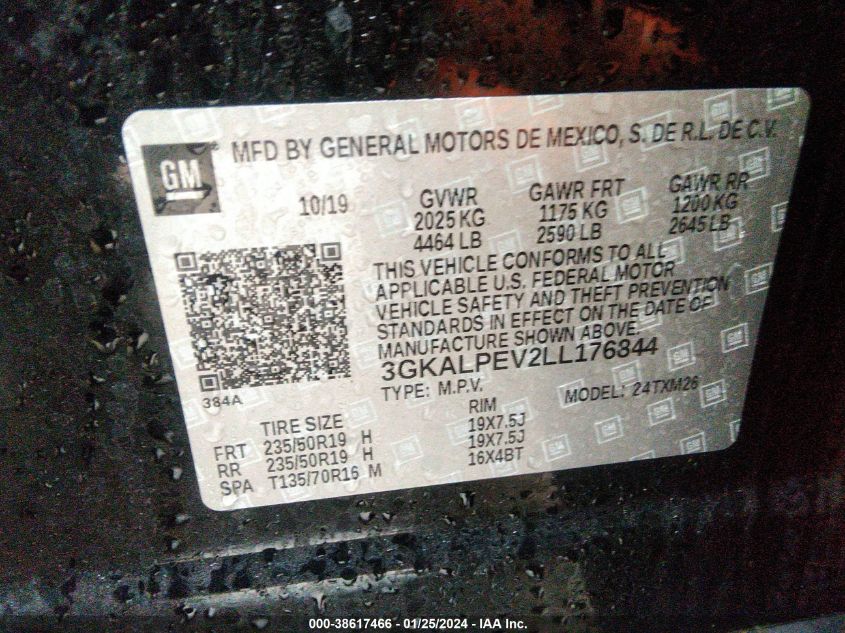 MFD BY GENERAL MOTORS DE MEXICO, S. DE R.L. DE C.V.
GM
10/19
GVWR GAWR FRT GAWR RR
2025 KG 1175 KG 1200 KG
4464 LB 2590 LB 2645 LB
THIS VEHICLE CONFORMS TO ALL
APPLICABLE U.S. FEDERAL MOTOR
VEHICLE SAFETY AND THEFT PREVENTION
STANDARDS IN EFFECT ON THE DATE OF
MANUFACTURE SHOWN ABOVE.
3GKALPEV2LL176844
384A
TYPE: M.P.V. MODEL: 24TXM26
TIRE SIZE RIM
FRT 235/50R19 H 19X7.5J
RR 235/50R19 H 19X7.5J
SPA T135/70R16 M 16X4BT
000-38617466 - 01/25/2024 - IAA Inc.